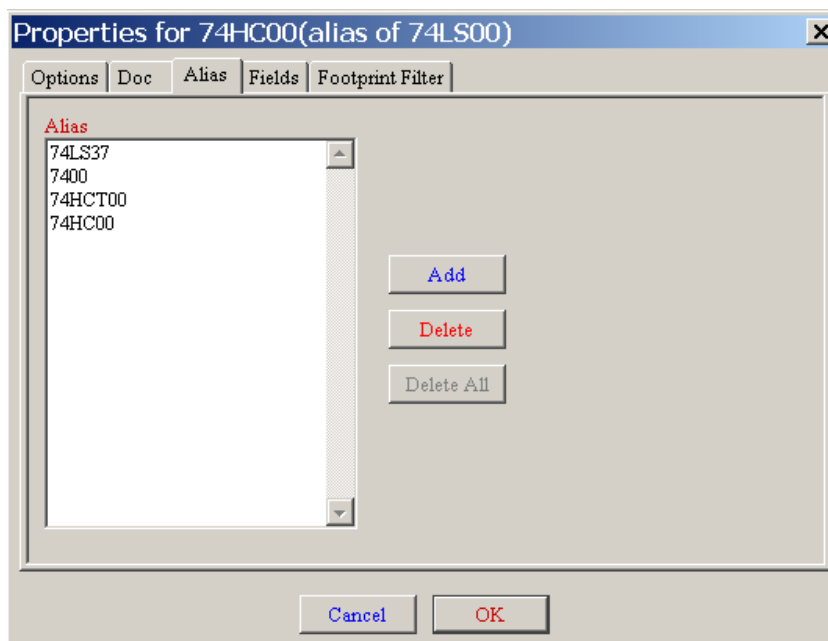 Properties for 74HC00(alias of 74LS00)
Options Doc Alias Fields Footprint Filter
Alias
74LS37
7400
74HCT00
74HC00
Add
Delete
Delete All
Cancel OK